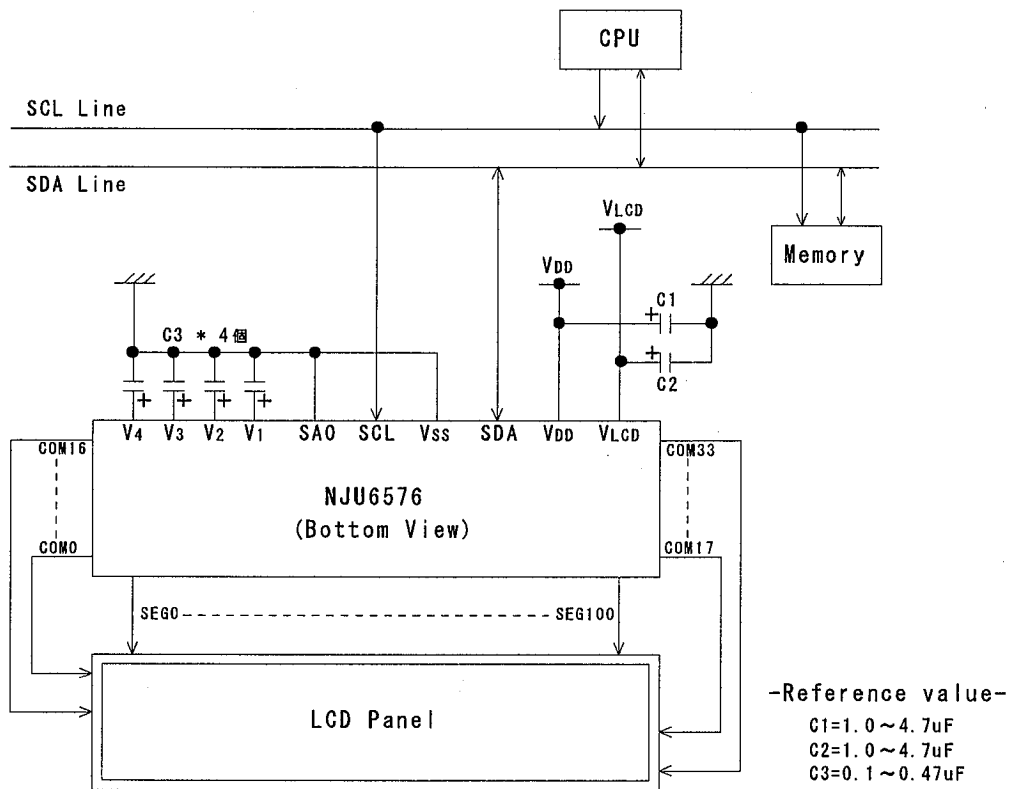 CPU
SCL Line
SDA Line
VLCD
VDD
Memory
C1
+
C3 * 4個
+
C2
+ + + +
V4 V3 V2 V1 SA0 SCL VSS SDA VDD VLCD
COM16 COM33
NJU6576
(Bottom View)
COM0 COM17
SEG0 SEG100
LCD Panel
-Reference value-
C1=1.0～4.7uF
C2=1.0～4.7uF
C3=0.1～0.47uF